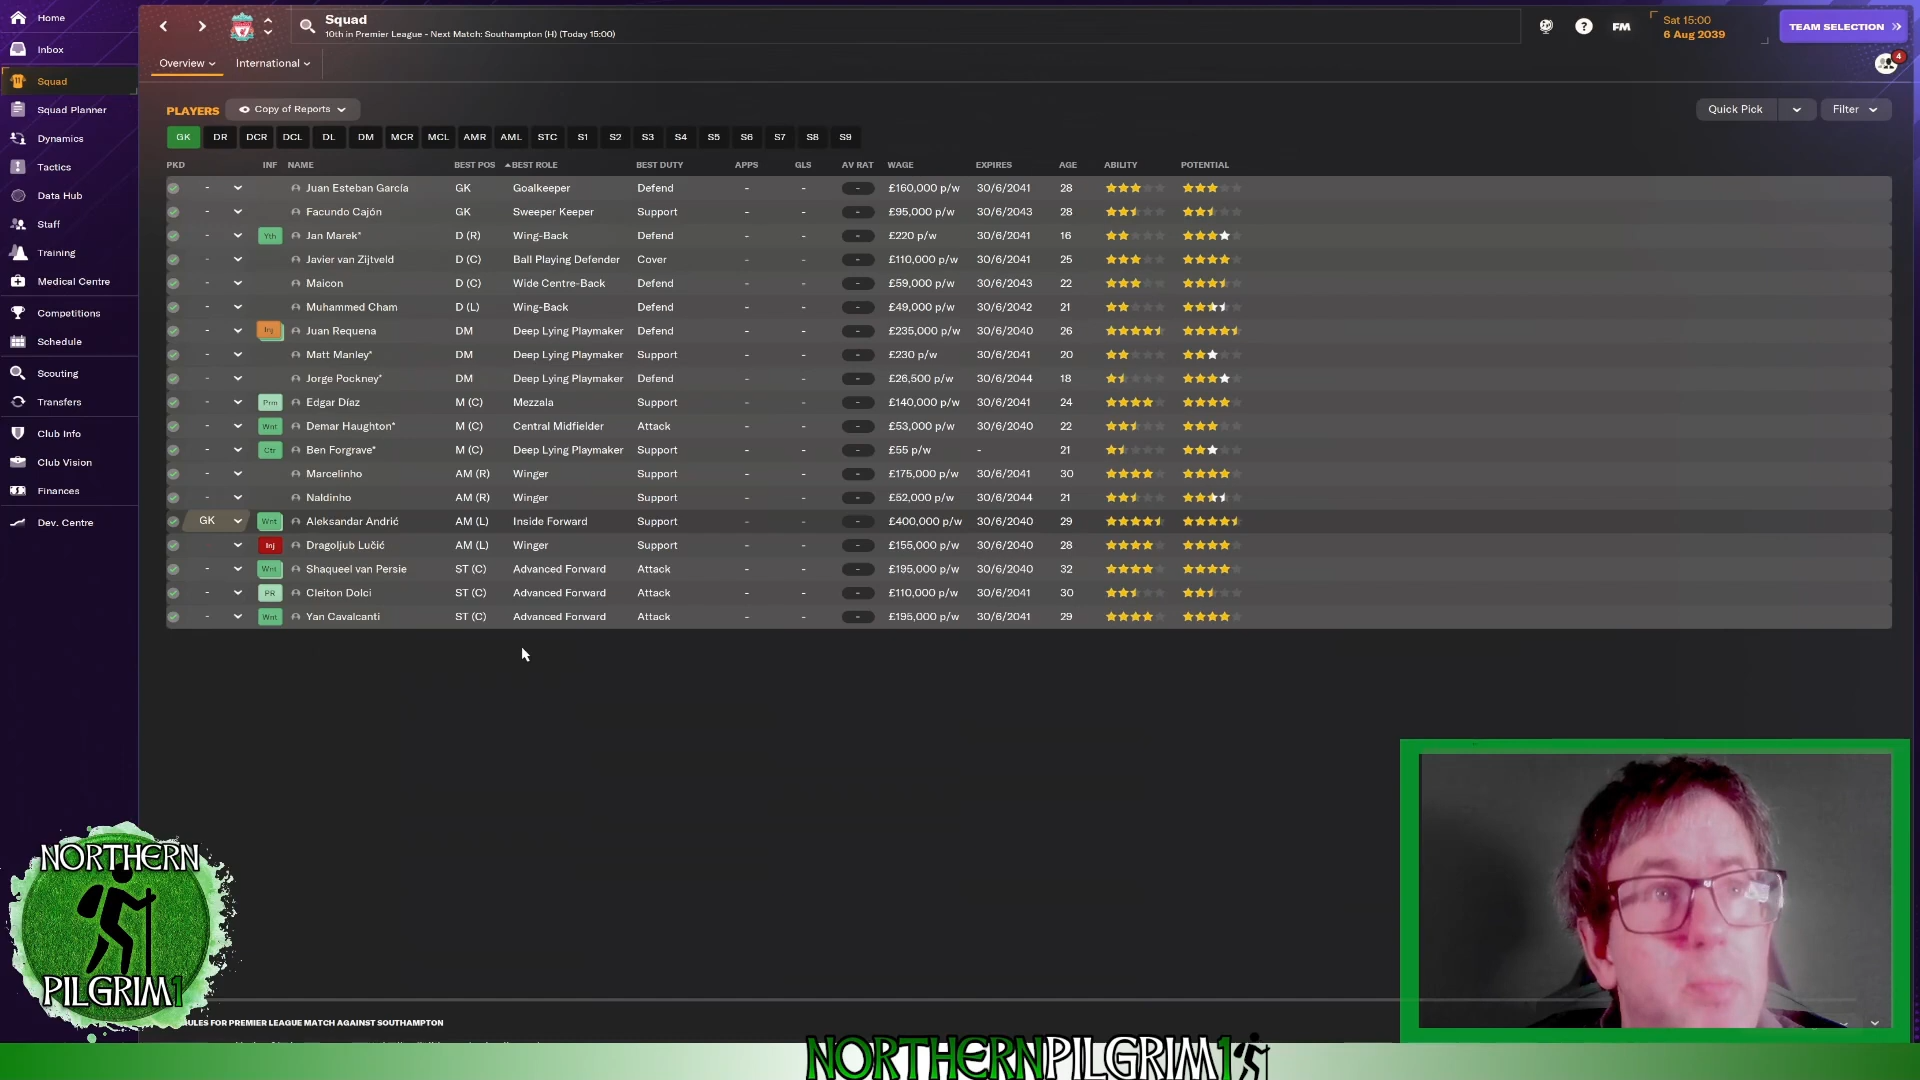 Home
Inbox
Squad
Squad Planner
Dynamics
Tactics
Data Hub
Staff
Training
Medical Centre
Competitions
Schedule
Scouting
Transfers
Club Info
Club Vision
Finances
Dev. Centre
Squad
10th in Premier League - Next Match: Southampton (H) (Today 15:00)
FM
Sat 15:00
6 Aug 2039
TEAM SELECTION
4
Overview
International
PLAYERS
Copy of Reports
Quick Pick
Filter
GK DR DCR DCL DL DM MCR MCL AMR AML STC S1 S2 S3 S4 S5 S6 S7 S8 S9
PKD INF NAME BEST POS BEST ROLE BEST DUTY APPS GLS AV RAT WAGE EXPIRES AGE ABILITY POTENTIAL
- Juan Esteban García GK Goalkeeper Defend - - - £160,000 p/w 30/6/2041 28
- Facundo Cajón GK Sweeper Keeper Support - - - £95,000 p/w 30/6/2043 28
- Yth Jan Marek* D (R) Wing-Back Defend - - - £220 p/w 30/6/2041 16
- Javier van Zijtveld D (C) Ball Playing Defender Cover - - - £110,000 p/w 30/6/2041 25
- Maicon D (C) Wide Centre-Back Defend - - - £59,000 p/w 30/6/2043 22
- Muhammed Cham D (L) Wing-Back Defend - - - £49,000 p/w 30/6/2042 21
- Inj Juan Requena DM Deep Lying Playmaker Defend - - - £235,000 p/w 30/6/2040 26
- Matt Manley* DM Deep Lying Playmaker Support - - - £230 p/w 30/6/2041 20
- Jorge Pockney* DM Deep Lying Playmaker Defend - - - £26,500 p/w 30/6/2044 18
- Prm Edgar Díaz M (C) Mezzala Support - - - £140,000 p/w 30/6/2041 24
- Wnt Demar Haughton* M (C) Central Midfielder Attack - - - £53,000 p/w 30/6/2040 22
- Ctr Ben Forgrave* M (C) Deep Lying Playmaker Support - - - £55 p/w - 21
- Marcelinho AM (R) Winger Support - - - £175,000 p/w 30/6/2041 30
- Naldinho AM (R) Winger Support - - - £52,000 p/w 30/6/2044 21
GK Wnt Aleksandar Andrić AM (L) Inside Forward Support - - - £400,000 p/w 30/6/2040 29
Inj Dragoljub Lučić AM (L) Winger Support - - - £155,000 p/w 30/6/2040 28
- Wnt Shaqueel van Persie ST (C) Advanced Forward Attack - - - £195,000 p/w 30/6/2040 32
- PR Cleiton Dolci ST (C) Advanced Forward Attack - - - £110,000 p/w 30/6/2041 30
- Wnt Yan Cavalcanti ST (C) Advanced Forward Attack - - - £195,000 p/w 30/6/2041 29
NORTHERN
PILGRIM1
FOR PREMIER LEAGUE MATCH AGAINST SOUTHAMPTON
NORTHERNPILGRIM1